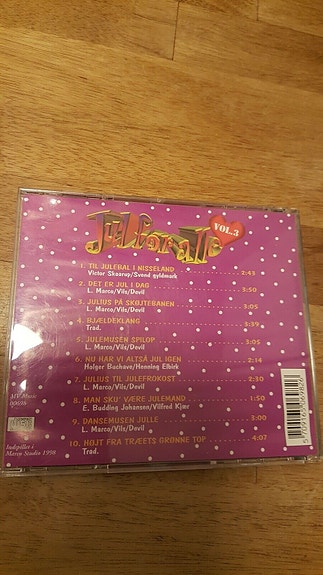 Jul for alle
VOL.3
1. TIL JULEBAL I NISSELAND 2:43
Victor Skaarup/Svend gyldmark
2. DET ER JUL I DAG 3:50
L. Marco/Vils/Devil
3. JULIUS PÅ SKØJTEBANEN 3:05
L. Marco/Vils/Devil
4. BJÆLDEKLANG 3:39
Trad.
5. JULEMUSEN SPILOP 3:05
L. Marco/Vils/Devil
6. NU HAR VI ALTSÅ JUL IGEN 2:14
Holger Buchave/Henning Elbirk
7. JULIUS TIL JULEFROKOST 2:30
L. Marco/Vils/Devil
8. MAN SKU' VÆRE JULEMAND 1:50
E. Budding Johansen/Vilfred Kjær
9. DANSEMUSEN JULLE 3:00
L. Marco/Vils/Devil
10. HØJT FRA TRÆETS GRØNNE TOP 4:07
Trad.
MV Music
Indspillet i
Marco Studie 1998